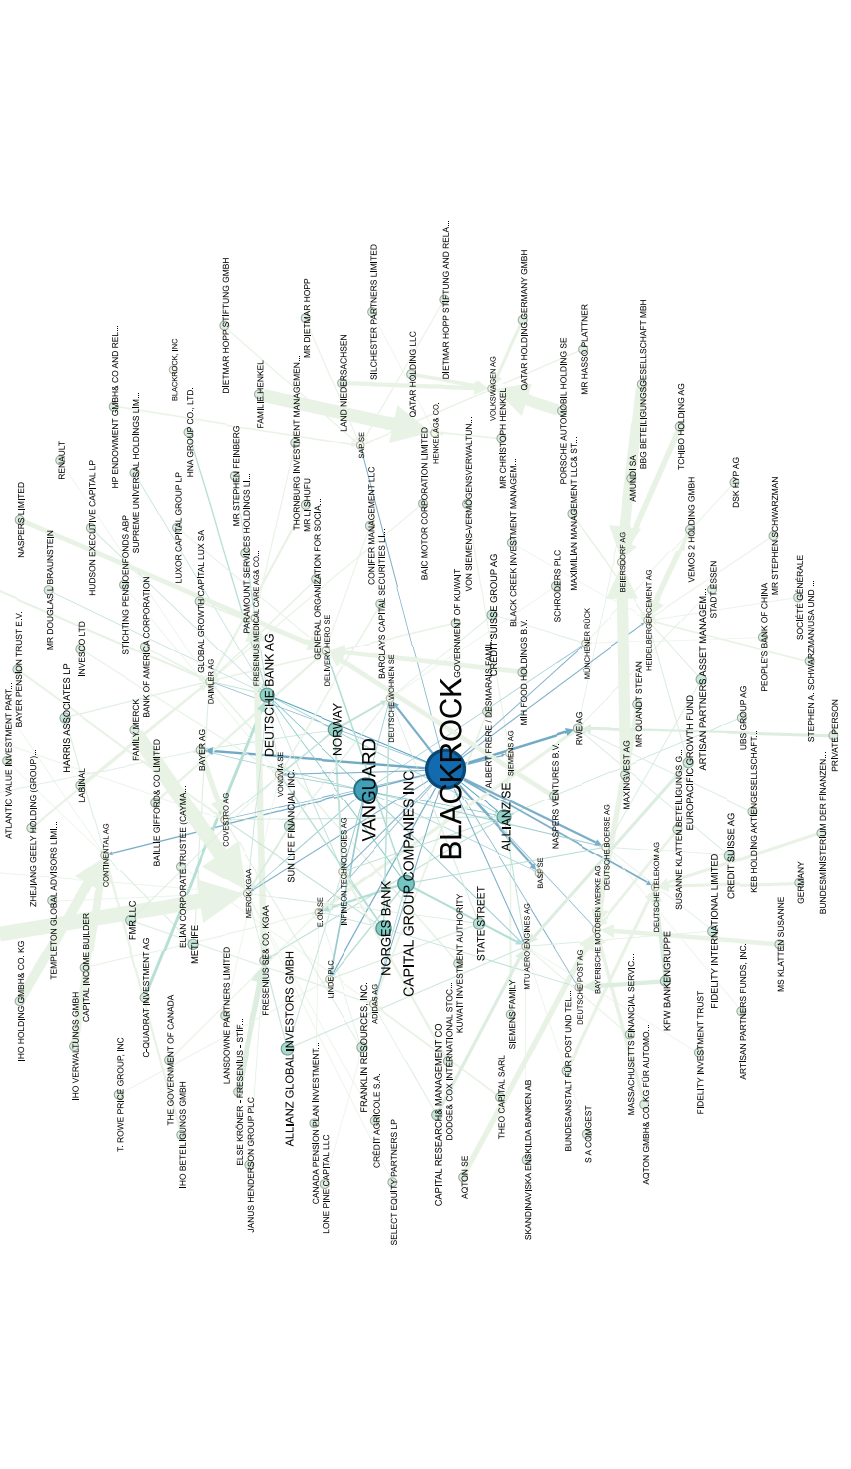 ATLANTIC VALUE INVESTMENT PART...
BAYER PENSION TRUST E.V.
NASPERS LIMITED
IHO HOLDING GMBH& CO. KG
ZHEJIANG GEELY HOLDING (GROUP)...
MR DOUGLAS L BRAUNSTEIN
RENAULT
TEMPLETON GLOBAL ADVISORS LIMI...
HARRIS ASSOCIATES LP
IHO VERWALTUNGS GMBH
CAPITAL INCOME BUILDER
LABINAL
INVESCO LTD
HUDSON EXECUTIVE CAPITAL LP
CONTINENTAL AG
HP ENDOWMENT GMBH& CO AND REL...
T. ROWE PRICE GROUP, INC
FMR LLC
STICHTING PENSIOENFONDS ABP
FAMILY MERCK
SUPREME UNIVERSAL HOLDINGS LIM...
C-QUADRAT INVESTMENT AG
BANK OF AMERICA CORPORATION
BAILLIE GIFFORD& CO LIMITED
THE GOVERNMENT OF CANADA
BLACKROCK, INC
LUXOR CAPITAL GROUP LP
IHO BETEILIGUNGS GMBH
ELIAN CORPORATE TRUSTEE (CAYMA...
HNA GROUP CO., LTD.
METLIFE
BAYER AG
GLOBAL GROWTH CAPITAL LUX SA
DAIMLER AG
LANSDOWNE PARTNERS LIMITED
COVESTRO AG
DIETMAR HOPP STIFTUNG GMBH
ELSE KRÖNER - FRESENIUS - STIF...
MR STEPHEN FEINBERG
JANUS HENDERSON GROUP PLC
MERCK KGAA
PARAMOUNT SERVICES HOLDINGS LI...
FRESENIUS MEDICAL CARE AG& CO...
FRESENIUS SE& CO. KGAA
DEUTSCHE BANK AG
FAMILIE HENKEL
VONOVIA SE
ALLIANZ GLOBAL INVESTORS GMBH
SUN LIFE FINANCIAL INC.
THORNBURG INVESTMENT MANAGEMEN...
MR LI SHUFU
MR DIETMAR HOPP
CANADA PENSION PLAN INVESTMENT...
LONE PINE CAPITAL LLC
E.ON SE
GENERAL ORGANIZATION FOR SOCIA...
DELIVERY HERO SE
LINDE PLC
NORWAY
INFINEON TECHNOLOGIES AG
LAND NIEDERSACHSEN
SAP SE
FRANKLIN RESOURCES, INC.
VANGUARD
CONIFER MANAGEMENT LLC
SILCHESTER PARTNERS LIMITED
CRÉDIT AGRICOLE S.A.
ADIDAS AG
NORGES BANK
BARCLAYS CAPITAL SECURITIES LI...
DEUTSCHE WOHNEN SE
SELECT EQUITY PARTNERS LP
CAPITAL GROUP COMPANIES INC
QATAR HOLDING LLC
BAIC MOTOR CORPORATION LIMITED
HENKEL AG& CO.
CAPITAL RESEARCH& MANAGEMENT CO
DODGE& COX INTERNATIONAL STOC...
BLACKROCK
DIETMAR HOPP STIFTUNG AND RELA...
KUWAIT INVESTMENT AUTHORITY
GOVERNMENT OF KUWAIT
AQTON SE
VON SIEMENS-VERMÖGENSVERWALTUN...
STATE STREET
ALBERT FRERE / DESMARAIS FAMI...
CREDIT SUISSE GROUP AG
VOLKSWAGEN AG
THEO CAPITAL SARL
ALLIANZ SE
SIEMENS AG
MR CHRISTOPH HENKEL
SIEMENS FAMILY
BLACK CREEK INVESTMENT MANAGEM...
QATAR HOLDING GERMANY GMBH
SKANDINAVISKA ENSKILDA BANKEN AB
MTU AERO ENGINES AG
MIH FOOD HOLDINGS B.V.
BASF SE
NASPERS VENTURES B.V.
SCHRODERS PLC
PORSCHE AUTOMOBIL HOLDING SE
BUNDESANSTALT FÜR POST UND TEL...
MAXIMILIAN MANAGEMENT LLC& ST...
DEUTSCHE POST AG
RWE AG
MÜNCHENER RÜCK
MR HASSO PLATTNER
S A COMGEST
BAYERISCHE MOTOREN WERKE AG
DEUTSCHE BOERSE AG
MAXINGVEST AG
BEIERSDORF AG
MASSACHUSETTS FINANCIAL SERVIC...
AMUNDI SA
MR QUANDT STEFAN
BBG BETEILIGUNGSGESELLSCHAFT MBH
AQTON GMBH& CO. KG FÜR AUTOMO...
HEIDELBERGCEMENT AG
DEUTSCHE TELEKOM AG
KFW BANKENGRUPPE
SUSANNE KLATTEN BETEILIGUNGS G...
TCHIBO HOLDING AG
EUROPACIFIC GROWTH FUND
VEMOS 2 HOLDING GMBH
FIDELITY INVESTMENT TRUST
ARTISAN PARTNERS ASSET MANAGEM...
FIDELITY INTERNATIONAL LIMITED
STADT ESSEN
CREDIT SUISSE AG
DSK HYP AG
ARTISAN PARTNERS FUNDS, INC.
UBS GROUP AG
KEB HOLDING AKTIENGESELLSCHAFT...
PEOPLE'S BANK OF CHINA
MR STEPHEN SCHWARZMAN
MS KLATTEN SUSANNE
GERMANY
SOCIÉTÉ GÉNÉRALE
STEPHEN A. SCHWARZMAN/USA UND ...
BUNDESMINISTERIUM DER FINANZEN...
PRIVATE PERSON